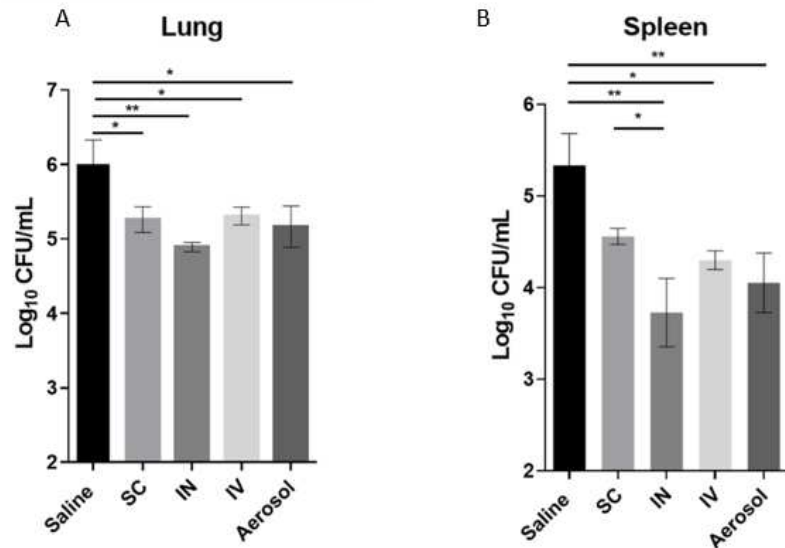 A
Lung
*
*
**
*
7
6
5
4
3
2
Log₁₀ CFU/mL
Saline
SC
IN
IV
Aerosol
B
Spleen
**
*
**
*
6
5
4
3
2
Log₁₀ CFU/mL
Saline
SC
IN
IV
Aerosol